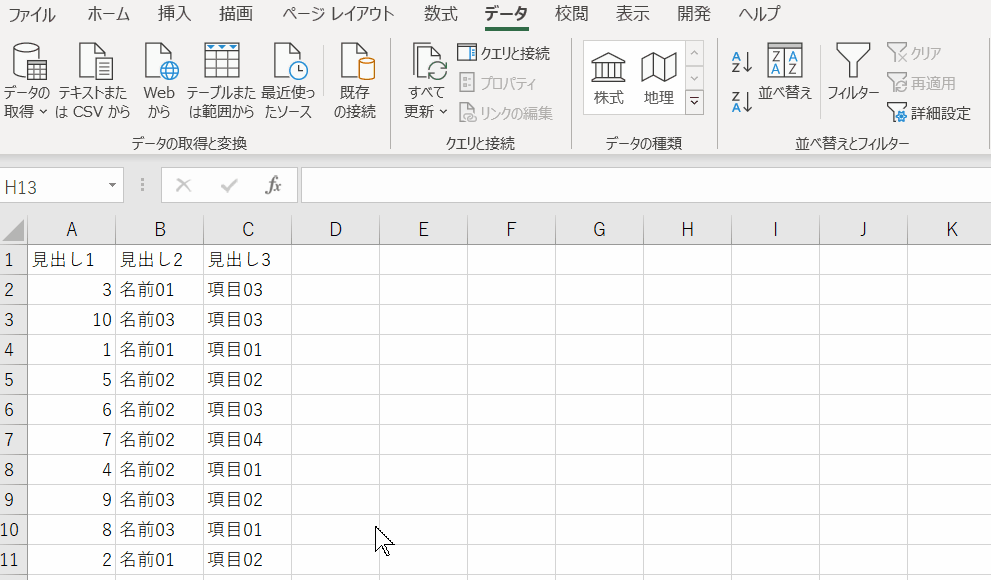 ファイル ホーム 挿入 描画 ページ レイアウト 数式 データ 校閲 表示 開発 ヘルプ
データの
取得
テキストまた
は CSV から
Web
から
テーブルまた
は範囲から
最近使っ
たソース
既存
の接続
データの取得と変換
すべて
更新
クエリと接続
プロパティ
リンクの編集
クエリと接続
株式 地理
データの種類
並べ替え
フィルター
クリア
再適用
詳細設定
並べ替えとフィルター
H13 fx
A B C D E F G H I J K
1 見出し1 見出し2 見出し3
2 3 名前01 項目03
3 10 名前03 項目03
4 1 名前01 項目01
5 5 名前02 項目02
6 6 名前02 項目03
7 7 名前02 項目04
8 4 名前02 項目01
9 9 名前03 項目02
10 8 名前03 項目01
11 2 名前01 項目02